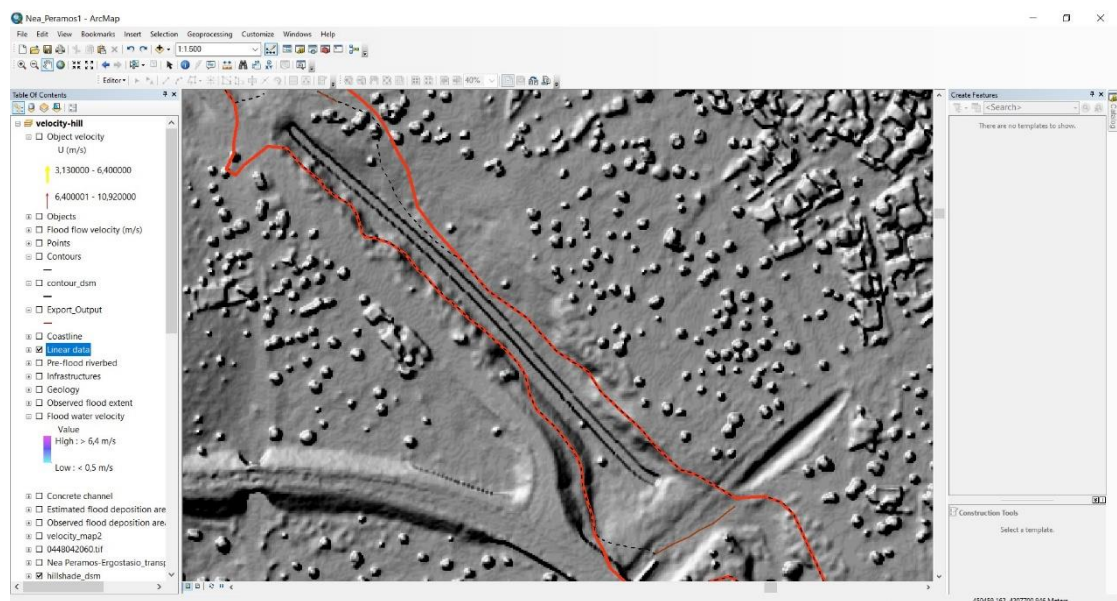 Nea_Peramos1 - ArcMap
File Edit View Bookmarks Insert Selection Geoprocessing Customize Windows Help
1:1.500
Editor
40%
Table Of Contents
velocity-hill
Object velocity
U (m/s)
3,130000 - 6,400000
6,400001 - 10,920000
Objects
Flood flow velocity (m/s)
Points
Contours
contour_dsm
Export_Output
Coastline
Linear data
Pre-flood riverbed
Infrastructures
Geology
Observed flood extent
Flood water velocity
Value
High : > 6,4 m/s
Low : < 0,5 m/s
Concrete channel
Estimated flood deposition are
Observed flood deposition are
velocity_map2
0448042060.tif
Nea Peramos-Ergostasio_trans
hillshade_dsm
Create Features
<Search>
There are no templates to show.
Catalog
Construction Tools
Select a template.